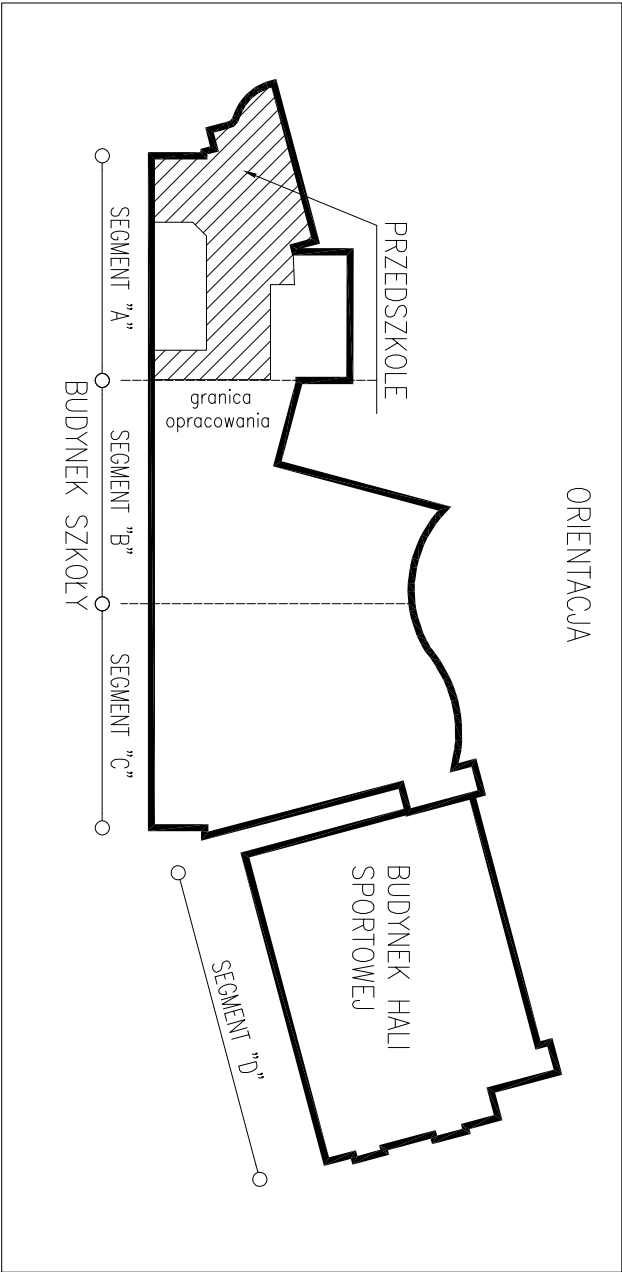 ORIENTACJA
PRZEDSZKOLE
granica
opracowania
SEGMENT "A"
SEGMENT "B"
SEGMENT "C"
BUDYNEK SZKOŁY
BUDYNEK HALI
SPORTOWEJ
SEGMENT "D"